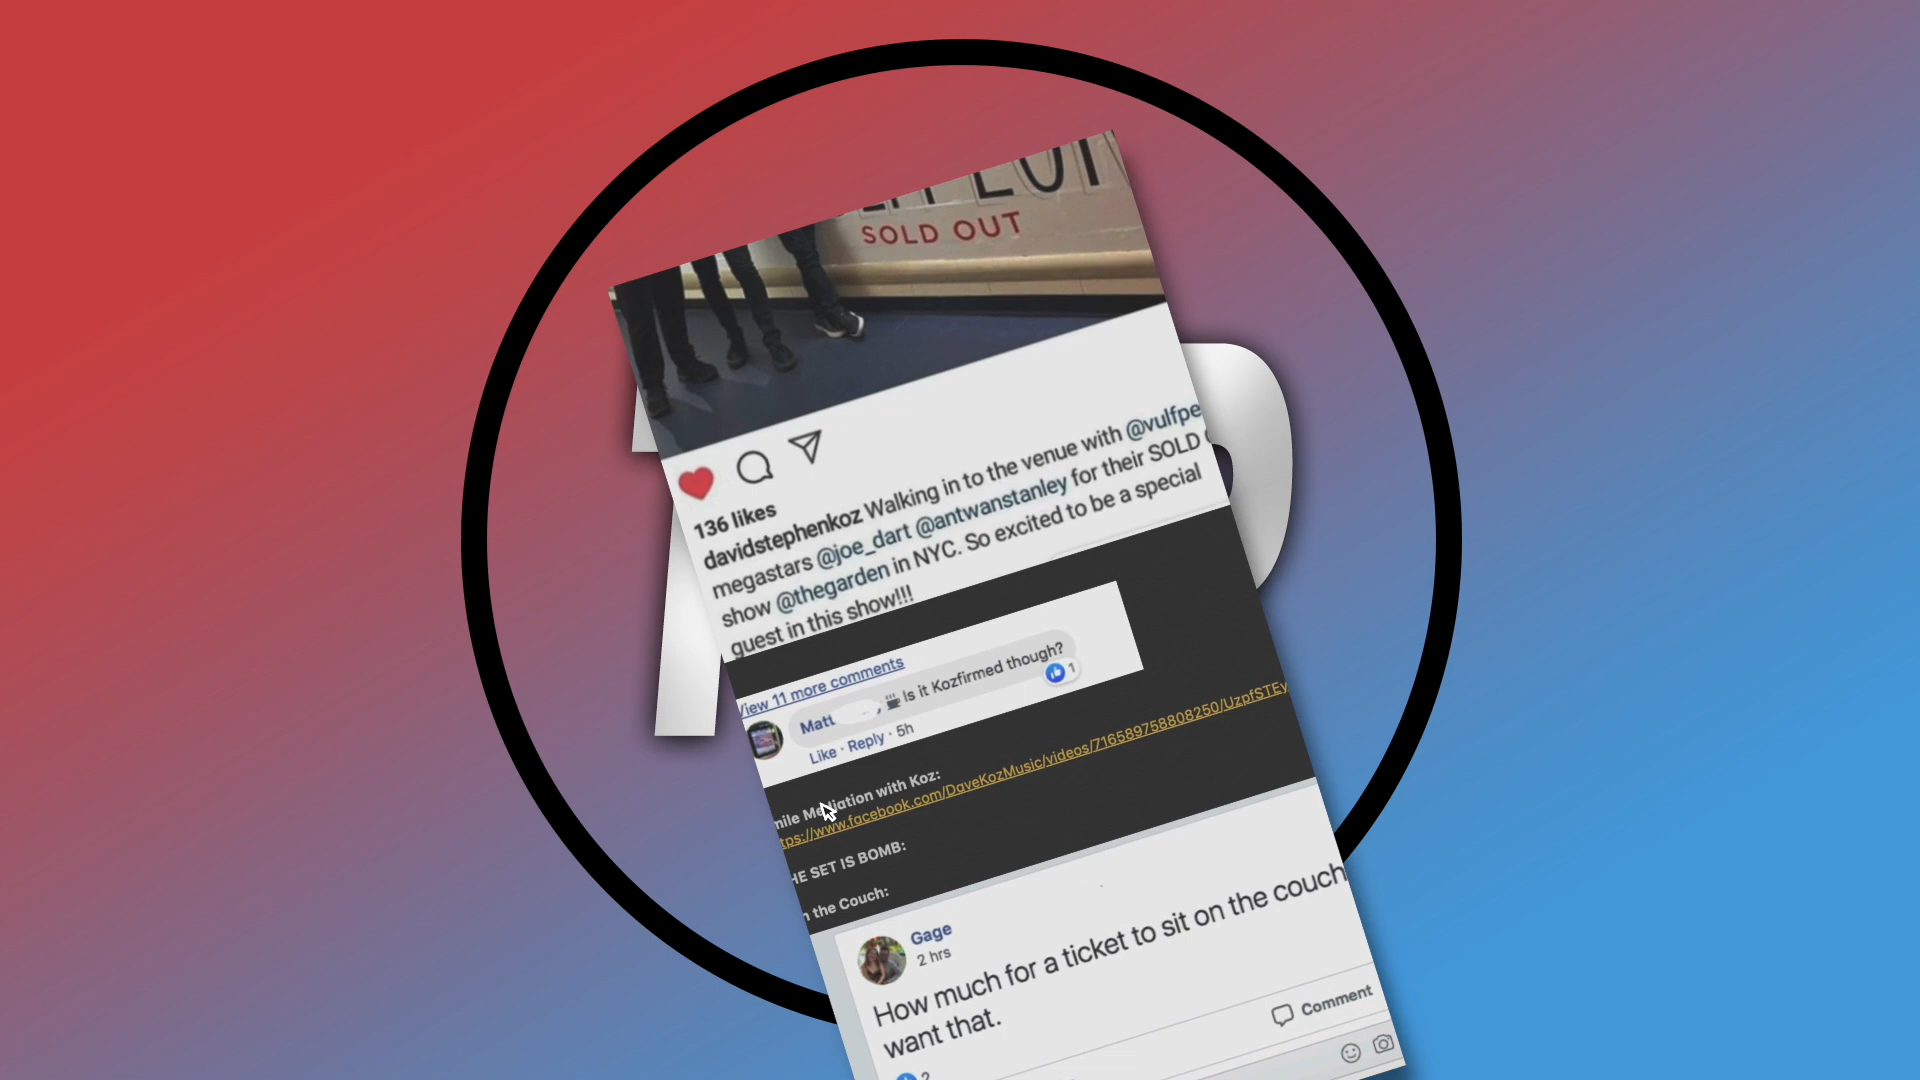 SOLD OUT
136 likes
davidstephenkoz Walking in to the venue with @vulfpe
megastars @joe_dart @antwanstanley for their SOLD
show @thegarden in NYC. So excited to be a special
guest in this show!!!
View 11 more comments
Matt Is it Kozfirmed though?
1
Like · Reply · 5h
mile Mediation with Koz:
tps://www.facebook.com/DaveKozMusic/videos/716589758808250/UzpfSTEy
HE SET IS BOMB:
n the Couch:
Gage
2 hrs
How much for a ticket to sit on the couch
want that.
Comment
2